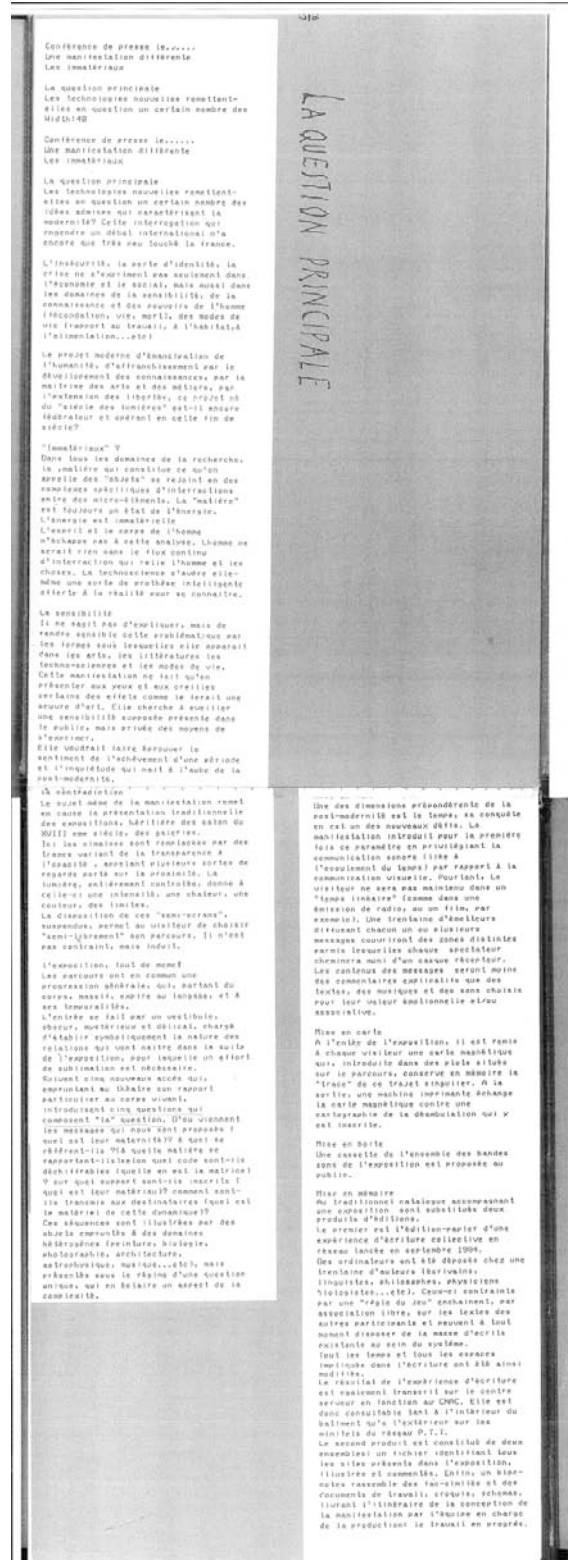 Conférence de presse le......
Une manifestation différente
Les immatériaux
La question principale
Les technologies nouvelles remettent-
elles en question un certain nombre des
Width:40
Conférence de presse le......
Une manifestation différente
Les immatériaux
La question principale
Les technologies nouvelles remettent-
elles en question un certain nombre des
idées admises qui caractérisent la
modernité? Cette interrogation qui
engendre un débat international n'a
encore que très peu touché la france.
L'insécurité, la perte d'identité, la
crise ne s'expriment pas seulement dans
l'économie et le social, mais aussi dans
les domaines de la sensibilité, de la
connaissance et des pouvoirs de l'homme
(fécondation, vie, mort), des modes de
vie (rapport au travail, à l'habitat,à
l'alimentation...etc)
Le projet moderne d'émancipation de
l'humanité, d'affranchissement par le
développement des connaissances, par la
maitrise des arts et des métiers, par
l'extension des libertés, ce projet né
du "siècle des lumières" est-il encore
fédérateur et opérant en cette fin de
siècle?
"Immatériaux" ?
Dans tous les domaines de la recherche,
la matière qui constitue ce qu'on
appelle des "objets" se rejoint en des
complexes spécifiques d'interractions
entre des micro-éléments. La "matière"
est toujours un état de l'énergie.
L'énergie est immatérielle
L'esprit et le corps de l'homme
n'échappe pas à cette analyse. Lhomme ne
serait rien sans le flux continu
d'interraction qui relie l'homme et les
choses. La technoscience s'avère elle-
même une sorte de prothèse intelligente
offerte à la réalité pour se connaitre.
La sensibilité
Il ne sagit pas d'expliquer, mais de
rendre sensible cette problématique par
les formes sous lesquelles elle apparait
dans les arts, les littératures les
techno-sciences et les modes de vie.
Cette manifestation ne fait qu'en
présenter aux yeux et aux oreilles
certains des effets comme le ferait une
oeuvre d'art. Elle cherche à eveiller
une sensibilité supposée présente dans
le public, mais privée des moyens de
s'exprimer.
Elle voudrait faire éprouver le
sentiment de l'achèvement d'une période
et l'inquiétude qui nait à l'aube de la
post-modernité.
LA QUESTION PRINCIPALE
la contradiction
Le sujet même de la manifestation remet
en cause la présentation traditionnelle
des expositions, héritière des salon du
XVIII eme siècle, des galeries.
Ici les cimaises sont remplacées par des
trames variant de la transparence à
l'opacité , appelant plusieurs sortes de
regards porté sur la proximité. La
lumière, entièrement controlée, donne à
celle-ci une intensité, une chaleur, une
couleur, des limites.
La disposition de ces "semi-ecrans",
suspendus, permet au visiteur de choisir
"semi-librement" son parcours. Il n'est
pas contraint, mais induit.
l'exposition, tout de meme!
Les parcours ont en commun une
progression générale, qui, partant du
corps, massif, expire au langage, et à
ses temporalités.
L'entrée se fait par un vestibule,
obscur, mystérieux et délicat, chargé
d'établir symboliquement la nature des
relations qui vont naitre dans la suite
de l'exposition, pour laquelle un effort
de sublimation est nécessaire.
Suivent cinq nouveaux accés qui,
empruntant au théatre son rapport
particulier au corps vivant,
introduisent cinq questions qui
composent "la" question. D'ou viennent
les messages qui nous sont proposés (
quel est leur maternité)? à quoi se
réfèrent-ils ?(à quelle matière se
rapportent-ils)selon quel code sont-ils
déchiffrables (quelle en est la matrice)
? sur quel support sont-ils inscrits (
quoi est leur matériau)? comment sont-
ils transmis aux destinataires (quel est
le matériel de cette dynamique)?
Ces séquences sont illustrées par des
objets empruntés à des domaines
hétérogènes (peinture, biologie,
photographie, architecture,
astrophysique, musique...etc), mais
présentés sous le régime d'une question
unique, qui en éclaire un aspect de la
complexité.
Une des dimensions prépondérente de la
post-modernité est le temps, sa conquête
en est un des nouveaux défis. La
manifestation introduit pour la première
fois ce paramètre en privilégiant la
communication sonore (liée à
l'ecoulement du temps) par rapport à la
communication visuelle. Pourtant, Le
visiteur ne sera pas maintenu dans un
"temps linéaire" (comme dans une
émission de radio, ou un film, par
exemple). Une trentaine d'émetteurs
diffusant chacun un ou plusieurs
messages couvriront des zones distinctes
parmis lesquelles chaque spectateur
cheminera muni d'un casque récepteur.
Les contenus des messages seront moins
des commentaires explicatifs que des
textes, des musiques et des sons choisis
pour leur valeur émotionnelle et/ou
associative.
Mise en carte
A l'entée de l'exposition, il est remis
à chaque visiteur une carte magnétique
qui, introduite dans des plots situés
sur le parcours, conserve en mémoire la
"trace" de ce trajet singulier. A la
sortie, une machine imprimante échange
la carte magnétique contre une
cartographie de la déambulation qui y
est inscrite.
Mise en boite
Une cassette de l'ensemble des bandes
sons de l'exposition est proposée au
public.
Mise en mémoire
Au traditionnel catalogue accompagnant
une exposition sont substitués deux
produits d'éditions.
Le premier est l'édition-papier d'une
expérience d'écriture collective en
réseau lancée en septembre 1984.
Des ordinateurs ont été déposés chez une
trentaine d'auteurs (écrivains,
linguistes, philosophes, physiciens
biologistes...etc). Ceux-ci contraints
par une "règle du jeu" enchainent, par
association libre, sur les textes des
autres participants et peuvent à tout
moment disposer de la masse d'écrits
existante au sein du système.
Tout les temps et tous les espaces
impliqués dans l'écriture ont été ainsi
modifiés.
Le résultat de l'expérience d'écriture
est également transcrit sur le centre
serveur en fonction au CNAC. Elle est
donc consultable tant à l'intérieur du
batiment qu'a l'extérieur sur les
minitels du réseau P.T.T.
Le second produit est constitué de deux
ensembles: un fichier identifiant tous
les sites présents dans l'exposition,
illustrés et commentés. Enfin, un bloc-
notes rassemble des fac-similés et des
documents de travail, croquis, schemas,
livrant l'itinéraire de la conception de
la manifestation par l'équipe en charge
de la production: le travail en progrès.